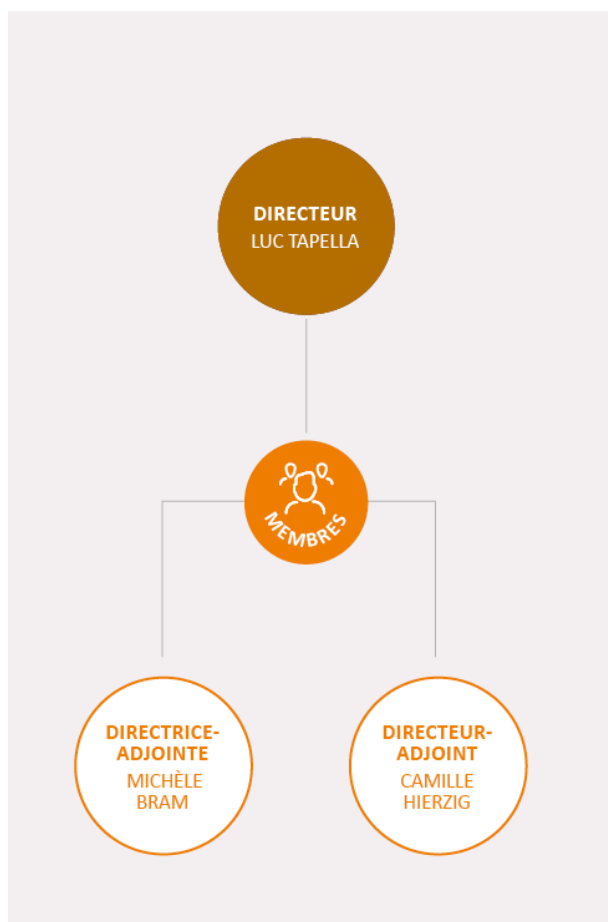 DIRECTEUR
LUC TAPELLA
MEMBRES
DIRECTRICE-
ADJOINTE
MICHÈLE
BRAM
DIRECTEUR-
ADJOINT
CAMILLE
HIERZIG